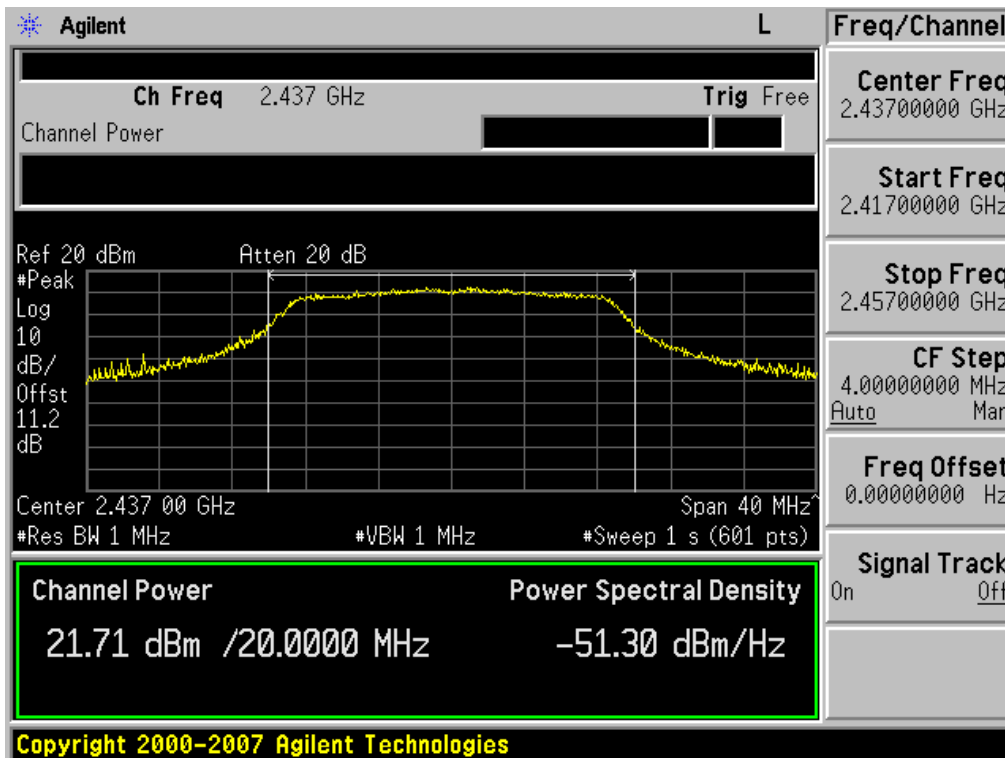 Agilent
L
Freq/Channel
Ch Freq 2.437 GHz
Trig Free
Channel Power
Center Freq
2.43700000 GHz
Start Freq
2.41700000 GHz
Stop Freq
2.45700000 GHz
CF Step
4.00000000 MHz
Auto Man
Freq Offset
0.00000000 Hz
Signal Track
On Off
Ref 20 dBm
Atten 20 dB
#Peak
Log
10
dB/
Offst
11.2
dB
Center 2.437 00 GHz
Span 40 MHz^
#Res BW 1 MHz
#VBW 1 MHz
#Sweep 1 s (601 pts)
Channel Power
Power Spectral Density
21.71 dBm /20.0000 MHz
-51.30 dBm/Hz
Copyright 2000-2007 Agilent Technologies